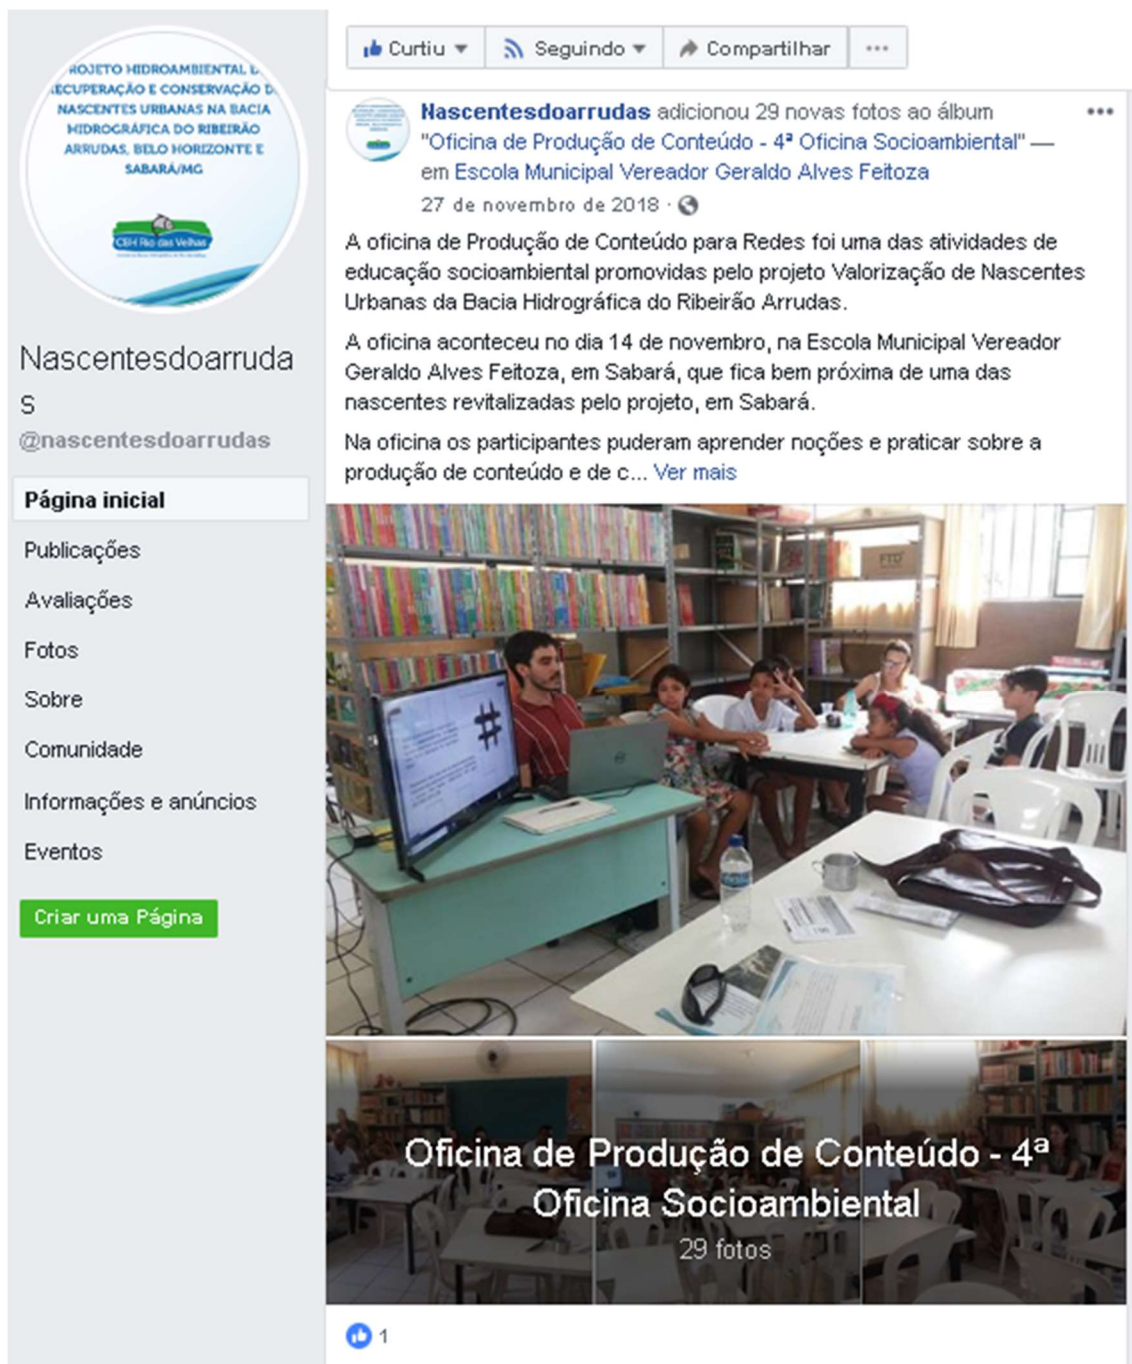 ROJETO HIDROAMBIENTAL D
ECUPERAÇÃO E CONSERVAÇÃO D
NASCENTES URBANAS NA BACIA
HIDROGRÁFICA DO RIBEIRÃO
ARRUDAS, BELO HORIZONTE E
SABARÁ/MG
CBH Rio das Velhas
Nascentesdoarruda
s
@nascentesdoarrudas
Página inicial
Publicações
Avaliações
Fotos
Sobre
Comunidade
Informações e anúncios
Eventos
Criar uma Página
Curtiu Seguindo Compartilhar ...
Nascentesdoarrudas adicionou 29 novas fotos ao álbum
"Oficina de Produção de Conteúdo - 4ª Oficina Socioambiental" —
em Escola Municipal Vereador Geraldo Alves Feitoza
27 de novembro de 2018 ·
A oficina de Produção de Conteúdo para Redes foi uma das atividades de
educação socioambiental promovidas pelo projeto Valorização de Nascentes
Urbanas da Bacia Hidrográfica do Ribeirão Arrudas.
A oficina aconteceu no dia 14 de novembro, na Escola Municipal Vereador
Geraldo Alves Feitoza, em Sabará, que fica bem próxima de uma das
nascentes revitalizadas pelo projeto, em Sabará.
Na oficina os participantes puderam aprender noções e praticar sobre a
produção de conteúdo e de c... Ver mais
FTD
#
Oficina de Produção de Conteúdo - 4ª
Oficina Socioambiental
29 fotos
1